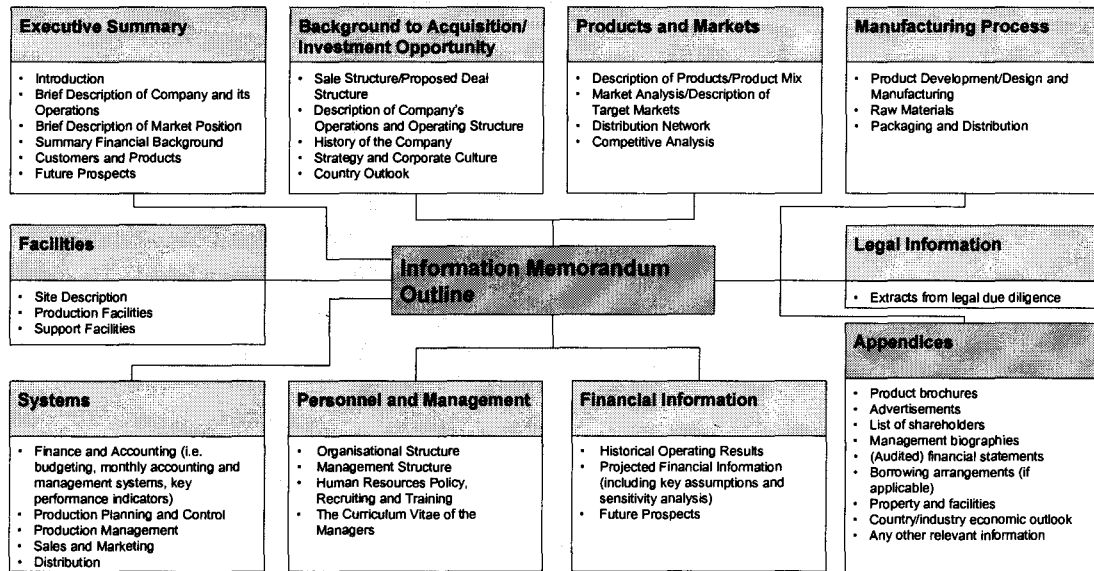 Executive Summary
• Introduction
• Brief Description of Company and its
Operations
• Brief Description of Market Position
• Summary Financial Background
• Customers and Products
• Future Prospects
Background to Acquisition/
Investment Opportunity
• Sale Structure/Proposed Deal
Structure
• Description of Company's
Operations and Operating Structure
• History of the Company
• Strategy and Corporate Culture
• Country Outlook
Products and Markets
• Description of Products/Product Mix
• Market Analysis/Description of
Target Markets
• Distribution Network
• Competitive Analysis
Manufacturing Process
• Product Development/Design and
Manufacturing
• Raw Materials
• Packaging and Distribution
Facilities
• Site Description
• Production Facilities
• Support Facilities
Information Memorandum
Outline
Legal Information
• Extracts from legal due diligence
Systems
• Finance and Accounting (i.e.
budgeting, monthly accounting and
management systems, key
performance indicators)
• Production Planning and Control
• Production Management
• Sales and Marketing
• Distribution
Personnel and Management
• Organisational Structure
• Management Structure
• Human Resources Policy,
Recruiting and Training
• The Curriculum Vitae of the
Managers
Financial Information
• Historical Operating Results
• Projected Financial Information
(including key assumptions and
sensitivity analysis)
• Future Prospects
Appendices
• Product brochures
• Advertisements
• List of shareholders
• Management biographies
• (Audited) financial statements
• Borrowing arrangements (if
applicable)
• Property and facilities
• Country/industry economic outlook
• Any other relevant information